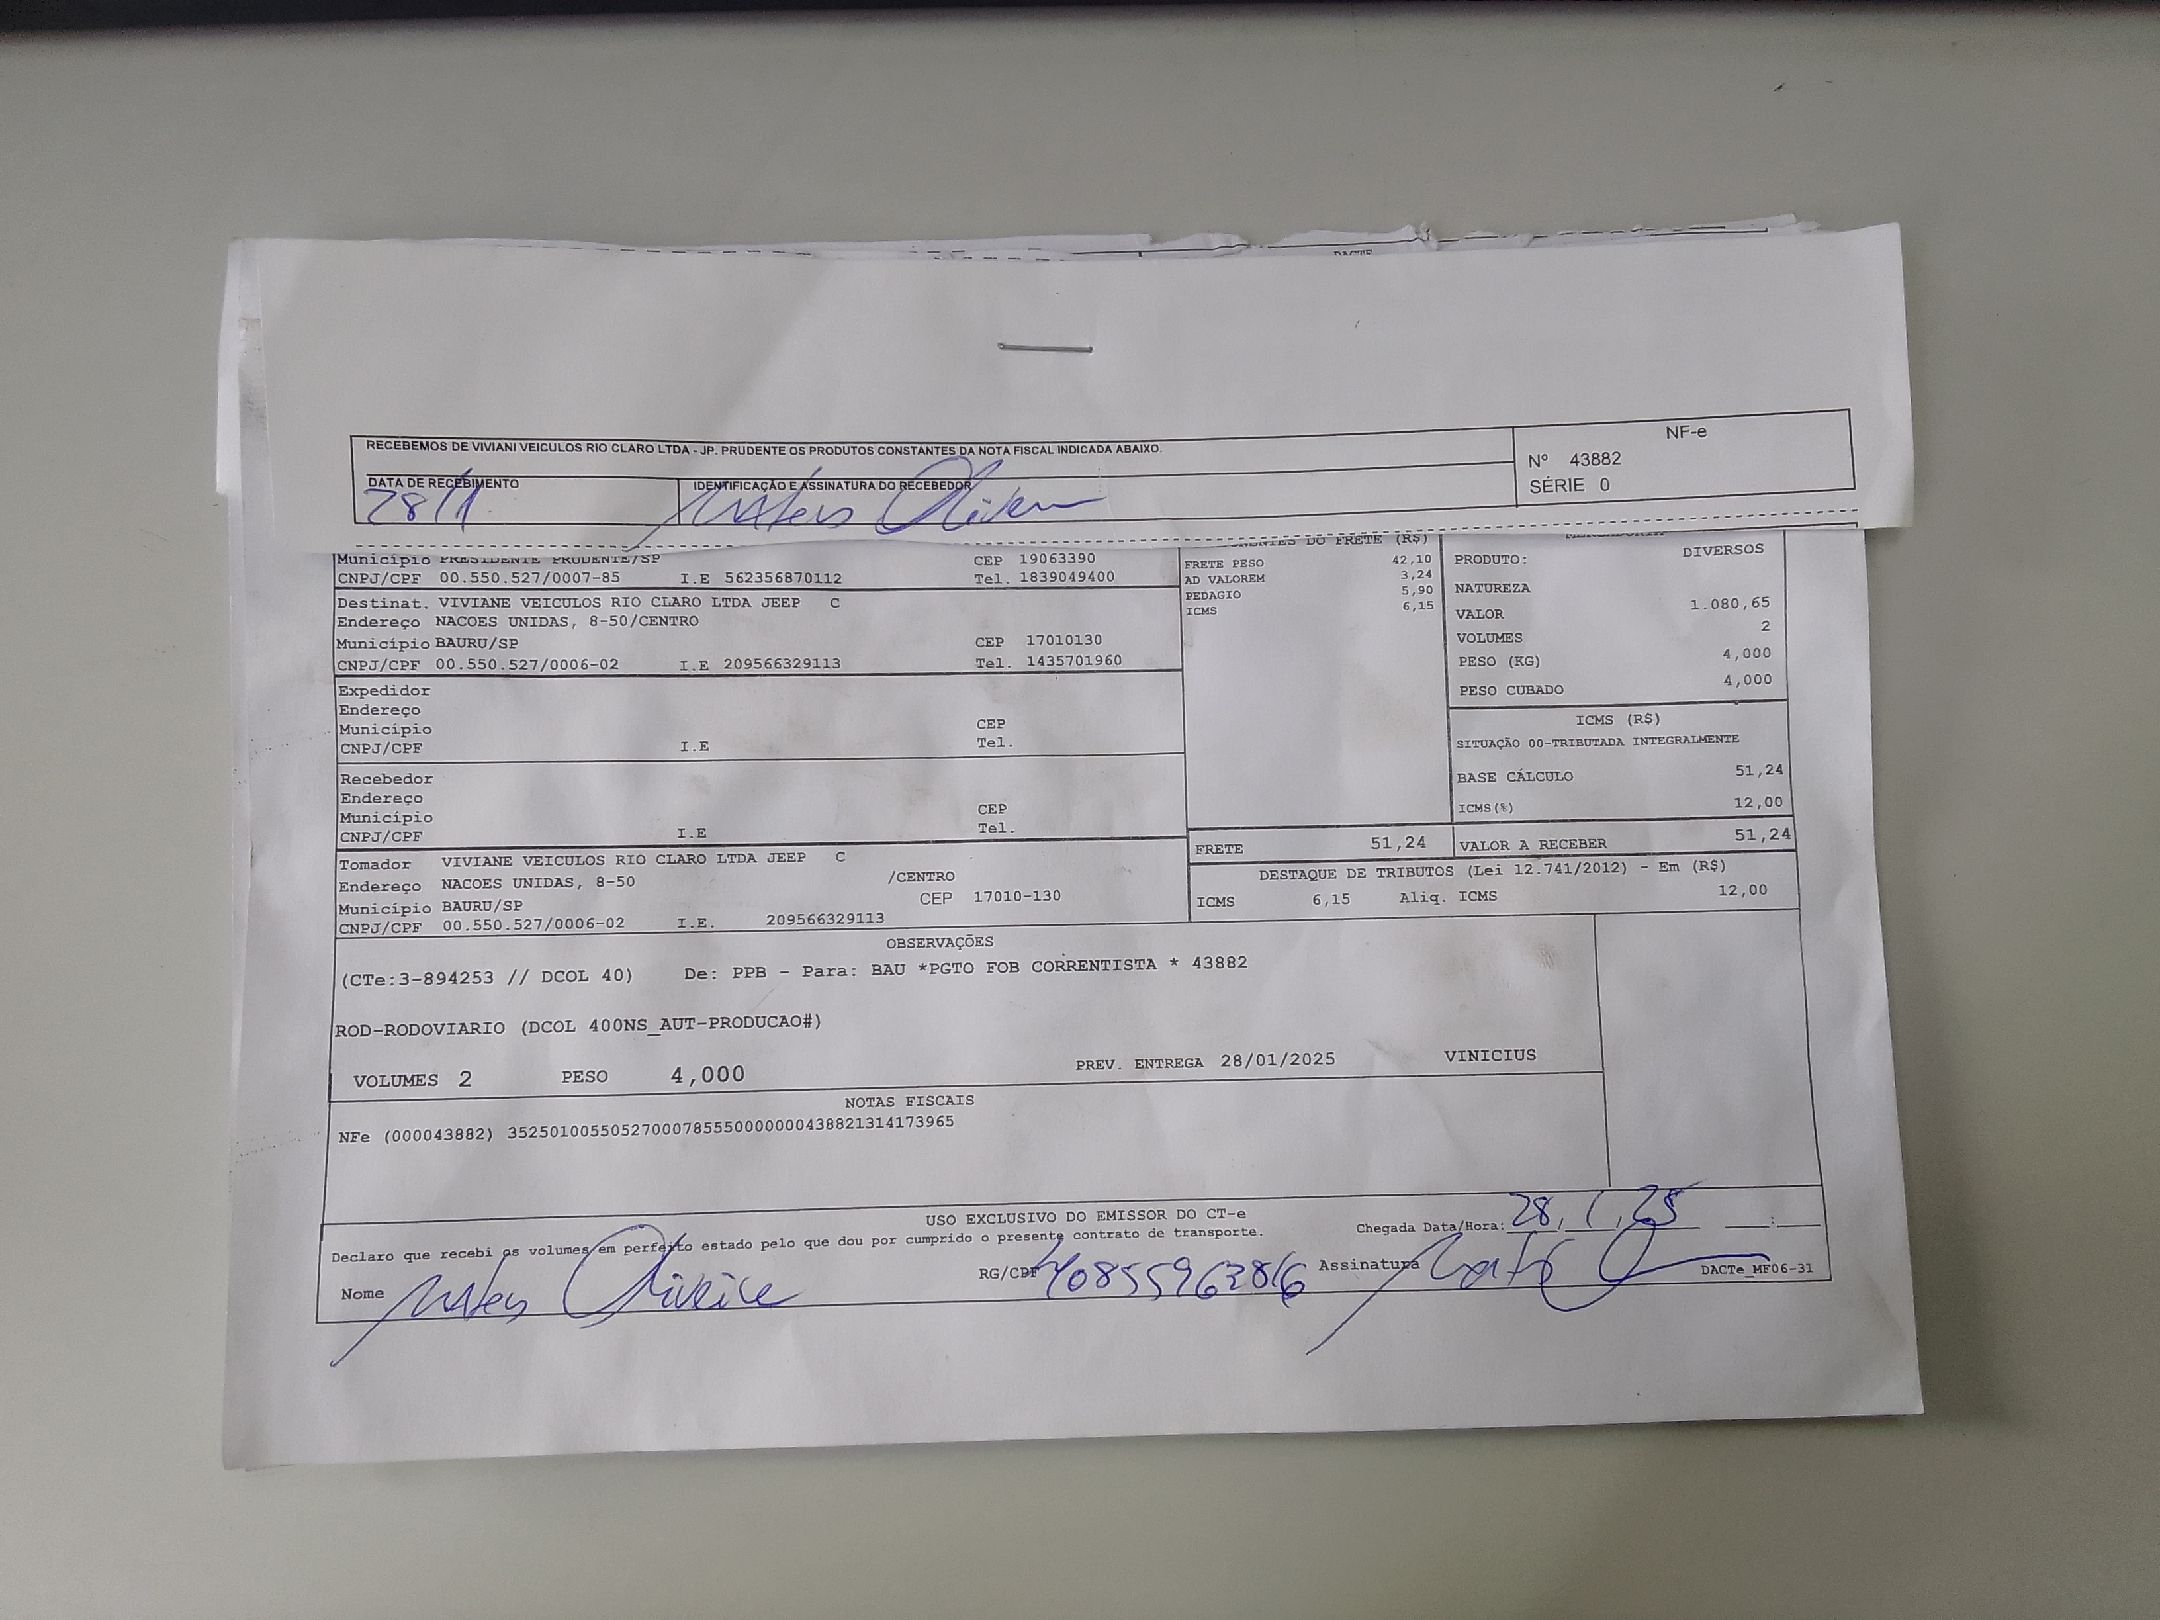 DACTE
RECEBEMOS DE VIVIANI VEICULOS RIO CLARO LTDA - JP. PRUDENTE OS PRODUTOS CONSTANTES DA NOTA FISCAL INDICADA ABAIXO.
NF-e
Nº 43882
SÉRIE 0
DATA DE RECEBIMENTO
28/1
IDENTIFICAÇÃO E ASSINATURA DO RECEBEDOR
Mateus Oliveira
Município PRESIDENTE PRUDENTE/SP CEP 19063390
CNPJ/CPF 00.550.527/0007-85 I.E 562356870112 Tel. 1839049400
Destinat. VIVIANE VEICULOS RIO CLARO LTDA JEEP C
Endereço NACOES UNIDAS, 8-50/CENTRO
Município BAURU/SP CEP 17010130
CNPJ/CPF 00.550.527/0006-02 I.E 209566329113 Tel. 1435701960
Expedidor
Endereço
Município CEP
CNPJ/CPF I.E Tel.
Recebedor
Endereço
Município CEP
CNPJ/CPF I.E Tel.
Tomador VIVIANE VEICULOS RIO CLARO LTDA JEEP C
Endereço NACOES UNIDAS, 8-50 /CENTRO
Município BAURU/SP CEP 17010-130
CNPJ/CPF 00.550.527/0006-02 I.E. 209566329113
DO FRETE (R$)
FRETE PESO 42,10
AD VALOREM 3,24
PEDAGIO 5,90
ICMS 6,15
PRODUTO: DIVERSOS
NATUREZA
VALOR 1.080,65
VOLUMES 2
PESO (KG) 4,000
PESO CUBADO 4,000
ICMS (R$)
SITUAÇÃO 00-TRIBUTADA INTEGRALMENTE
BASE CÁLCULO 51,24
ICMS(%) 12,00
FRETE 51,24 VALOR A RECEBER 51,24
DESTAQUE DE TRIBUTOS (Lei 12.741/2012) - Em (R$)
ICMS 6,15 Aliq. ICMS 12,00
OBSERVAÇÕES
(CTe:3-894253 // DCOL 40) De: PPB - Para: BAU *PGTO FOB CORRENTISTA * 43882
ROD-RODOVIARIO (DCOL 400NS_AUT-PRODUCAO#)
VOLUMES 2 PESO 4,000 PREV. ENTREGA 28/01/2025 VINICIUS
NOTAS FISCAIS
NFe (000043882) 35250100550527000785550000000438821314173965
USO EXCLUSIVO DO EMISSOR DO CT-e
Declaro que recebi os volumes em perfeito estado pelo que dou por cumprido o presente contrato de transporte.
Chegada Data/Hora: 28/1/25 __:__
Nome Mateus Oliveira RG/CPF 40855963816 Assinatura
DACTe_MF06-31